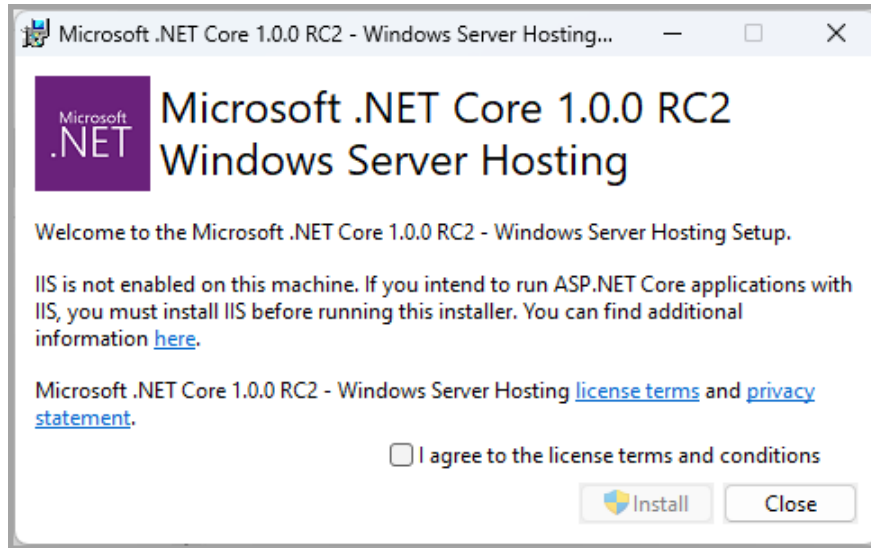 Microsoft .NET Core 1.0.0 RC2 - Windows Server Hosting...
Microsoft
.NET
Microsoft .NET Core 1.0.0 RC2
Windows Server Hosting
Welcome to the Microsoft .NET Core 1.0.0 RC2 - Windows Server Hosting Setup.
IIS is not enabled on this machine. If you intend to run ASP.NET Core applications with
IIS, you must install IIS before running this installer. You can find additional
information here.
Microsoft .NET Core 1.0.0 RC2 - Windows Server Hosting license terms and privacy
statement.
I agree to the license terms and conditions
Install
Close